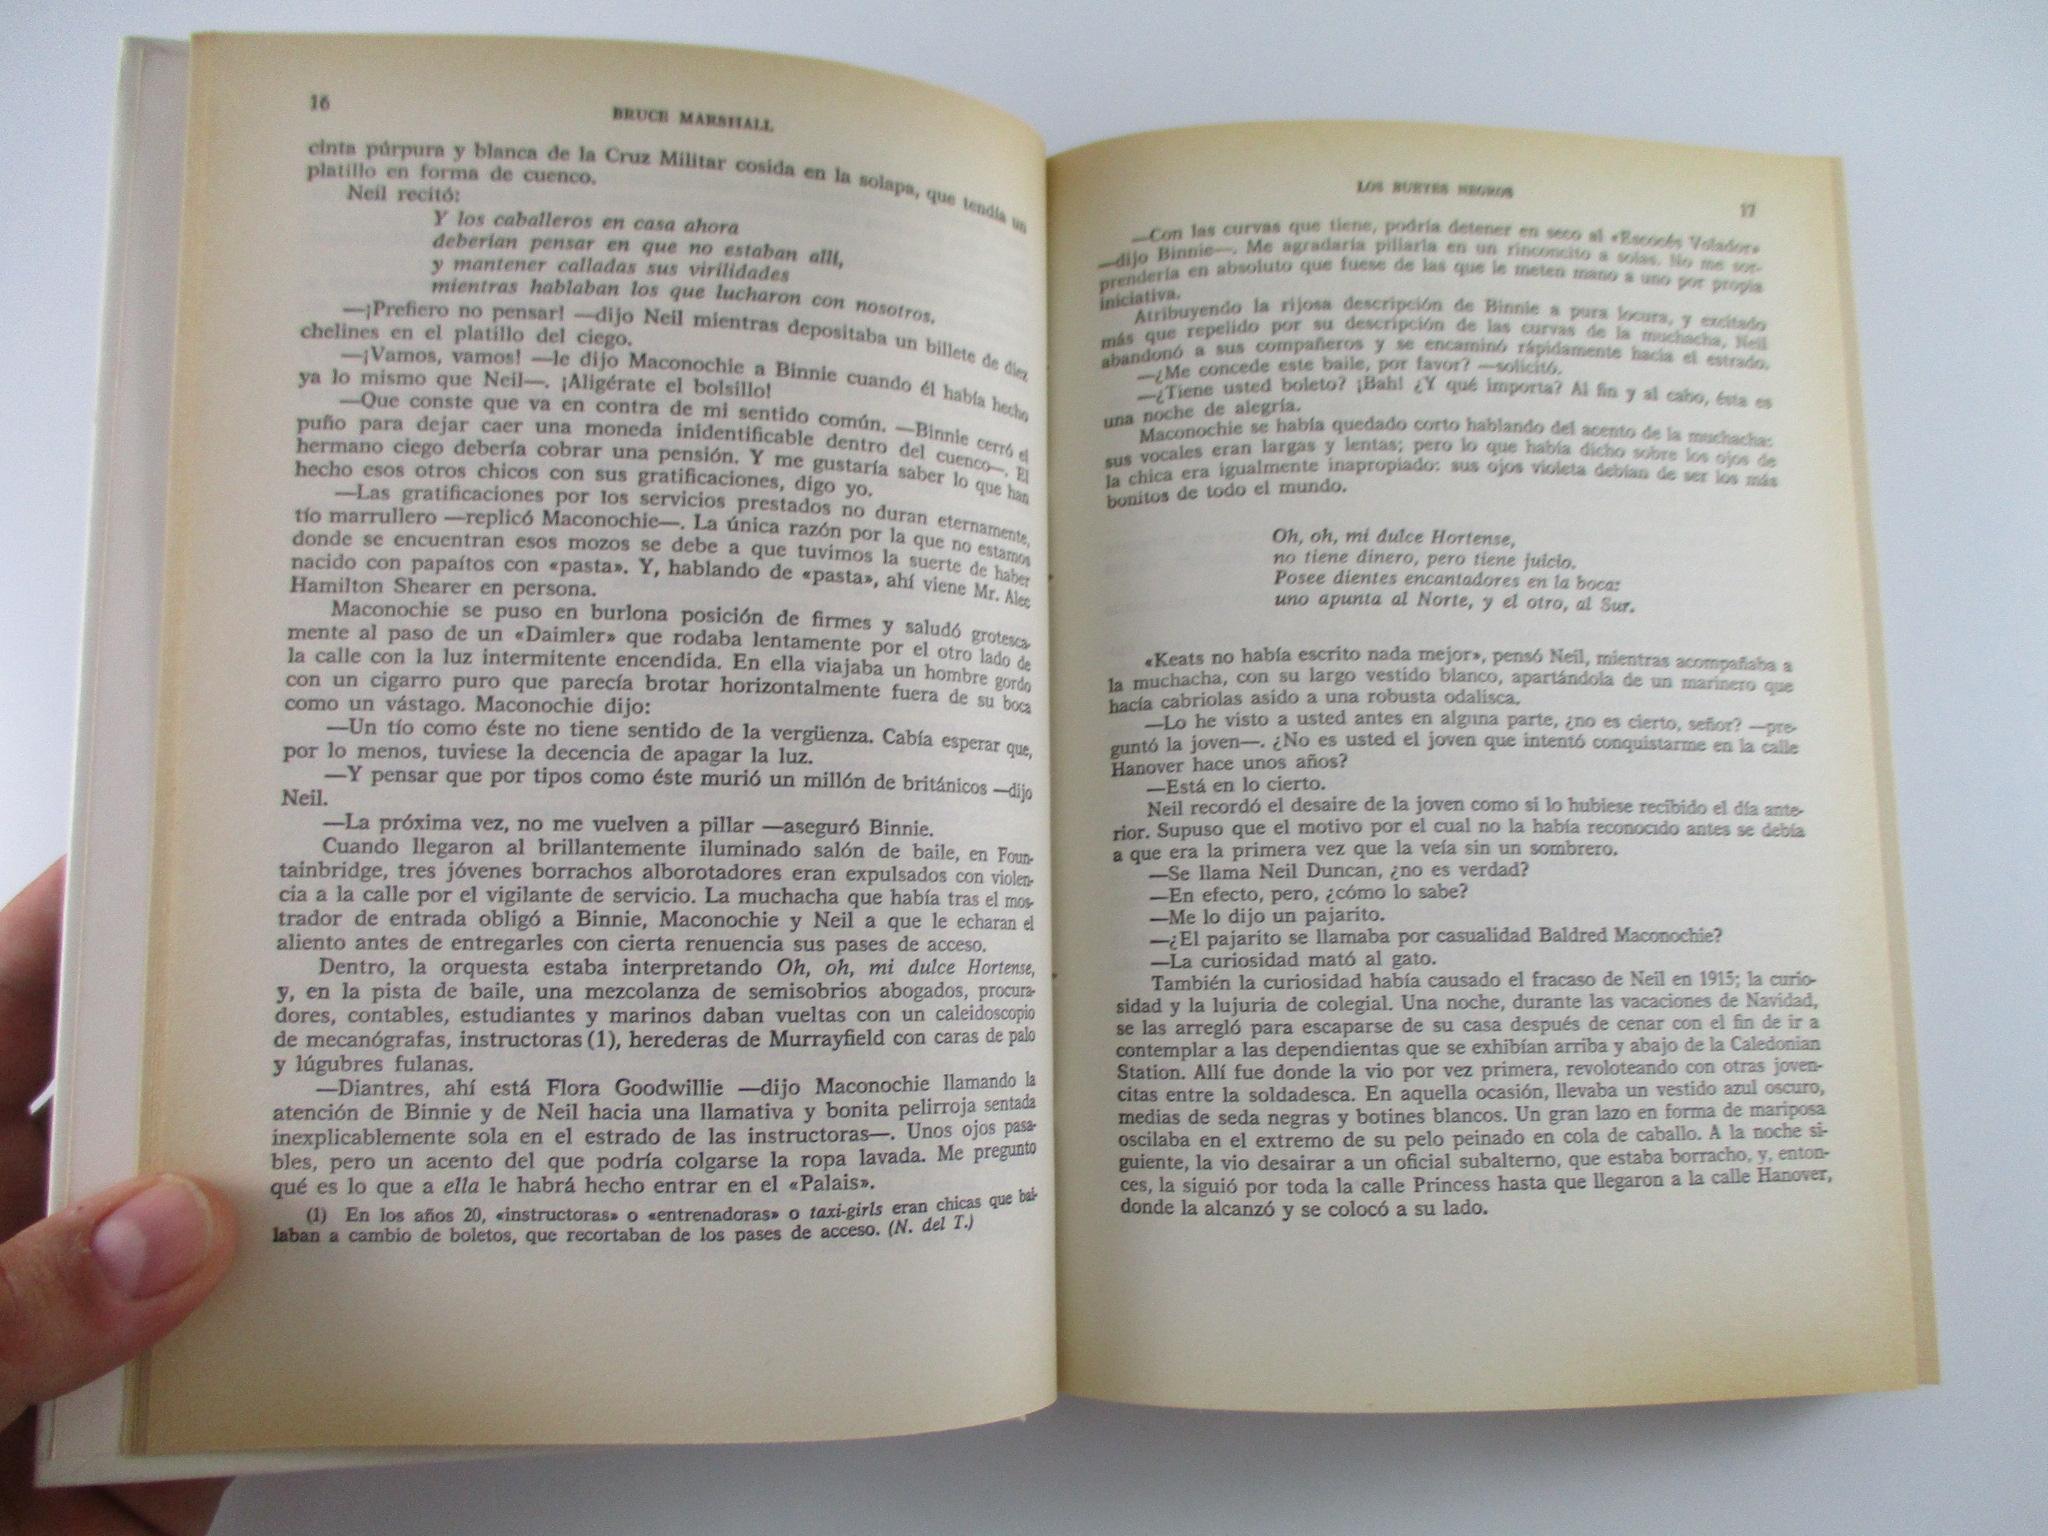 16
BRUCE MARSHALL
cinta púrpura y blanca de la Cruz Militar cosida en la solapa, que tendía un
platillo en forma de cuenco.
Neil recitó:
Y los caballeros en casa ahora
deberían pensar en que no estaban allí,
y mantener calladas sus virilidades
mientras hablaban los que lucharon con nosotros.
—¡Prefiero no pensar! —dijo Neil mientras depositaba un billete de diez
chelines en el platillo del ciego.
—¡Vamos, vamos! —le dijo Maconochie a Binnie cuando él había hecho
ya lo mismo que Neil—. ¡Aligérate el bolsillo!
—Que conste que va en contra de mi sentido común. —Binnie cerró el
puño para dejar caer una moneda inidentificable dentro del cuenco—. El
hermano ciego debería cobrar una pensión. Y me gustaría saber lo que han
hecho esos otros chicos con sus gratificaciones, digo yo.
—Las gratificaciones por los servicios prestados no duran eternamente,
tío marrullero —replicó Maconochie—. La única razón por la que no estamos
donde se encuentran esos mozos se debe a que tuvimos la suerte de haber
nacido con papaítos con «pasta». Y, hablando de «pasta», ahí viene Mr. Alec
Hamilton Shearer en persona.
Maconochie se puso en burlona posición de firmes y saludó grotesca-
mente al paso de un «Daimler» que rodaba lentamente por el otro lado de
la calle con la luz intermitente encendida. En ella viajaba un hombre gordo
con un cigarro puro que parecía brotar horizontalmente fuera de su boca
como un vástago. Maconochie dijo:
—Un tío como éste no tiene sentido de la vergüenza. Cabía esperar que,
por lo menos, tuviese la decencia de apagar la luz.
—Y pensar que por tipos como éste murió un millón de británicos —dijo
Neil.
—La próxima vez, no me vuelven a pillar —aseguró Binnie.
Cuando llegaron al brillantemente iluminado salón de baile, en Foun-
tainbridge, tres jóvenes borrachos alborotadores eran expulsados con violen-
cia a la calle por el vigilante de servicio. La muchacha que había tras el mos-
trador de entrada obligó a Binnie, Maconochie y Neil a que le echaran el
aliento antes de entregarles con cierta renuencia sus pases de acceso.
Dentro, la orquesta estaba interpretando Oh, oh, mi dulce Hortense,
y, en la pista de baile, una mezcolanza de semisobrios abogados, procura-
dores, contables, estudiantes y marinos daban vueltas con un caleidoscopio
de mecanógrafas, instructoras (1), herederas de Murrayfield con caras de palo
y lúgubres fulanas.
—Diantres, ahí está Flora Goodwillie —dijo Maconochie llamando la
atención de Binnie y de Neil hacia una llamativa y bonita pelirroja sentada
inexplicablemente sola en el estrado de las instructoras—. Unos ojos pasa-
bles, pero un acento del que podría colgarse la ropa lavada. Me pregunto
qué es lo que a ella le habrá hecho entrar en el «Palais».
(1) En los años 20, «instructoras» o «entrenadoras» o taxi-girls eran chicas que bai-
laban a cambio de boletos, que recortaban de los pases de acceso. (N. del T.)
LOS BUEYES NEGROS
17
—Con las curvas que tiene, podría detener en seco al «Escocés Volador»
—dijo Binnie—. Me agradaría pillarla en un rinconcito a solas. No me sor-
prendería en absoluto que fuese de las que le meten mano a uno por propia
iniciativa.
Atribuyendo la rijosa descripción de Binnie a pura locura, y excitado
más que repelido por su descripción de las curvas de la muchacha, Neil
abandonó a sus compañeros y se encaminó rápidamente hacia el estrado.
—¿Me concede este baile, por favor? —solicitó.
—¿Tiene usted boleto? ¡Bah! ¿Y qué importa? Al fin y al cabo, ésta es
una noche de alegría.
Maconochie se había quedado corto hablando del acento de la muchacha:
sus vocales eran largas y lentas; pero lo que había dicho sobre los ojos de
la chica era igualmente inapropiado: sus ojos violeta debían de ser los más
bonitos de todo el mundo.
Oh, oh, mi dulce Hortense,
no tiene dinero, pero tiene juicio.
Posee dientes encantadores en la boca:
uno apunta al Norte, y el otro, al Sur.
«Keats no había escrito nada mejor», pensó Neil, mientras acompañaba a
la muchacha, con su largo vestido blanco, apartándola de un marinero que
hacía cabriolas asido a una robusta odalisca.
—Lo he visto a usted antes en alguna parte, ¿no es cierto, señor? —pre-
guntó la joven—. ¿No es usted el joven que intentó conquistarme en la calle
Hanover hace unos años?
—Está en lo cierto.
Neil recordó el desaire de la joven como si lo hubiese recibido el día ante-
rior. Supuso que el motivo por el cual no la había reconocido antes se debía
a que era la primera vez que la veía sin un sombrero.
—Se llama Neil Duncan, ¿no es verdad?
—En efecto, pero, ¿cómo lo sabe?
—Me lo dijo un pajarito.
—¿El pajarito se llamaba por casualidad Baldred Maconochie?
—La curiosidad mató al gato.
También la curiosidad había causado el fracaso de Neil en 1915; la curio-
sidad y la lujuria de colegial. Una noche, durante las vacaciones de Navidad,
se las arregló para escaparse de su casa después de cenar con el fin de ir a
contemplar a las dependientas que se exhibían arriba y abajo de la Caledonian
Station. Allí fue donde la vio por vez primera, revoloteando con otras joven-
citas entre la soldadesca. En aquella ocasión, llevaba un vestido azul oscuro,
medias de seda negras y botines blancos. Un gran lazo en forma de mariposa
oscilaba en el extremo de su pelo peinado en cola de caballo. A la noche si-
guiente, la vio desairar a un oficial subalterno, que estaba borracho, y, enton-
ces, la siguió por toda la calle Princess hasta que llegaron a la calle Hanover,
donde la alcanzó y se colocó a su lado.